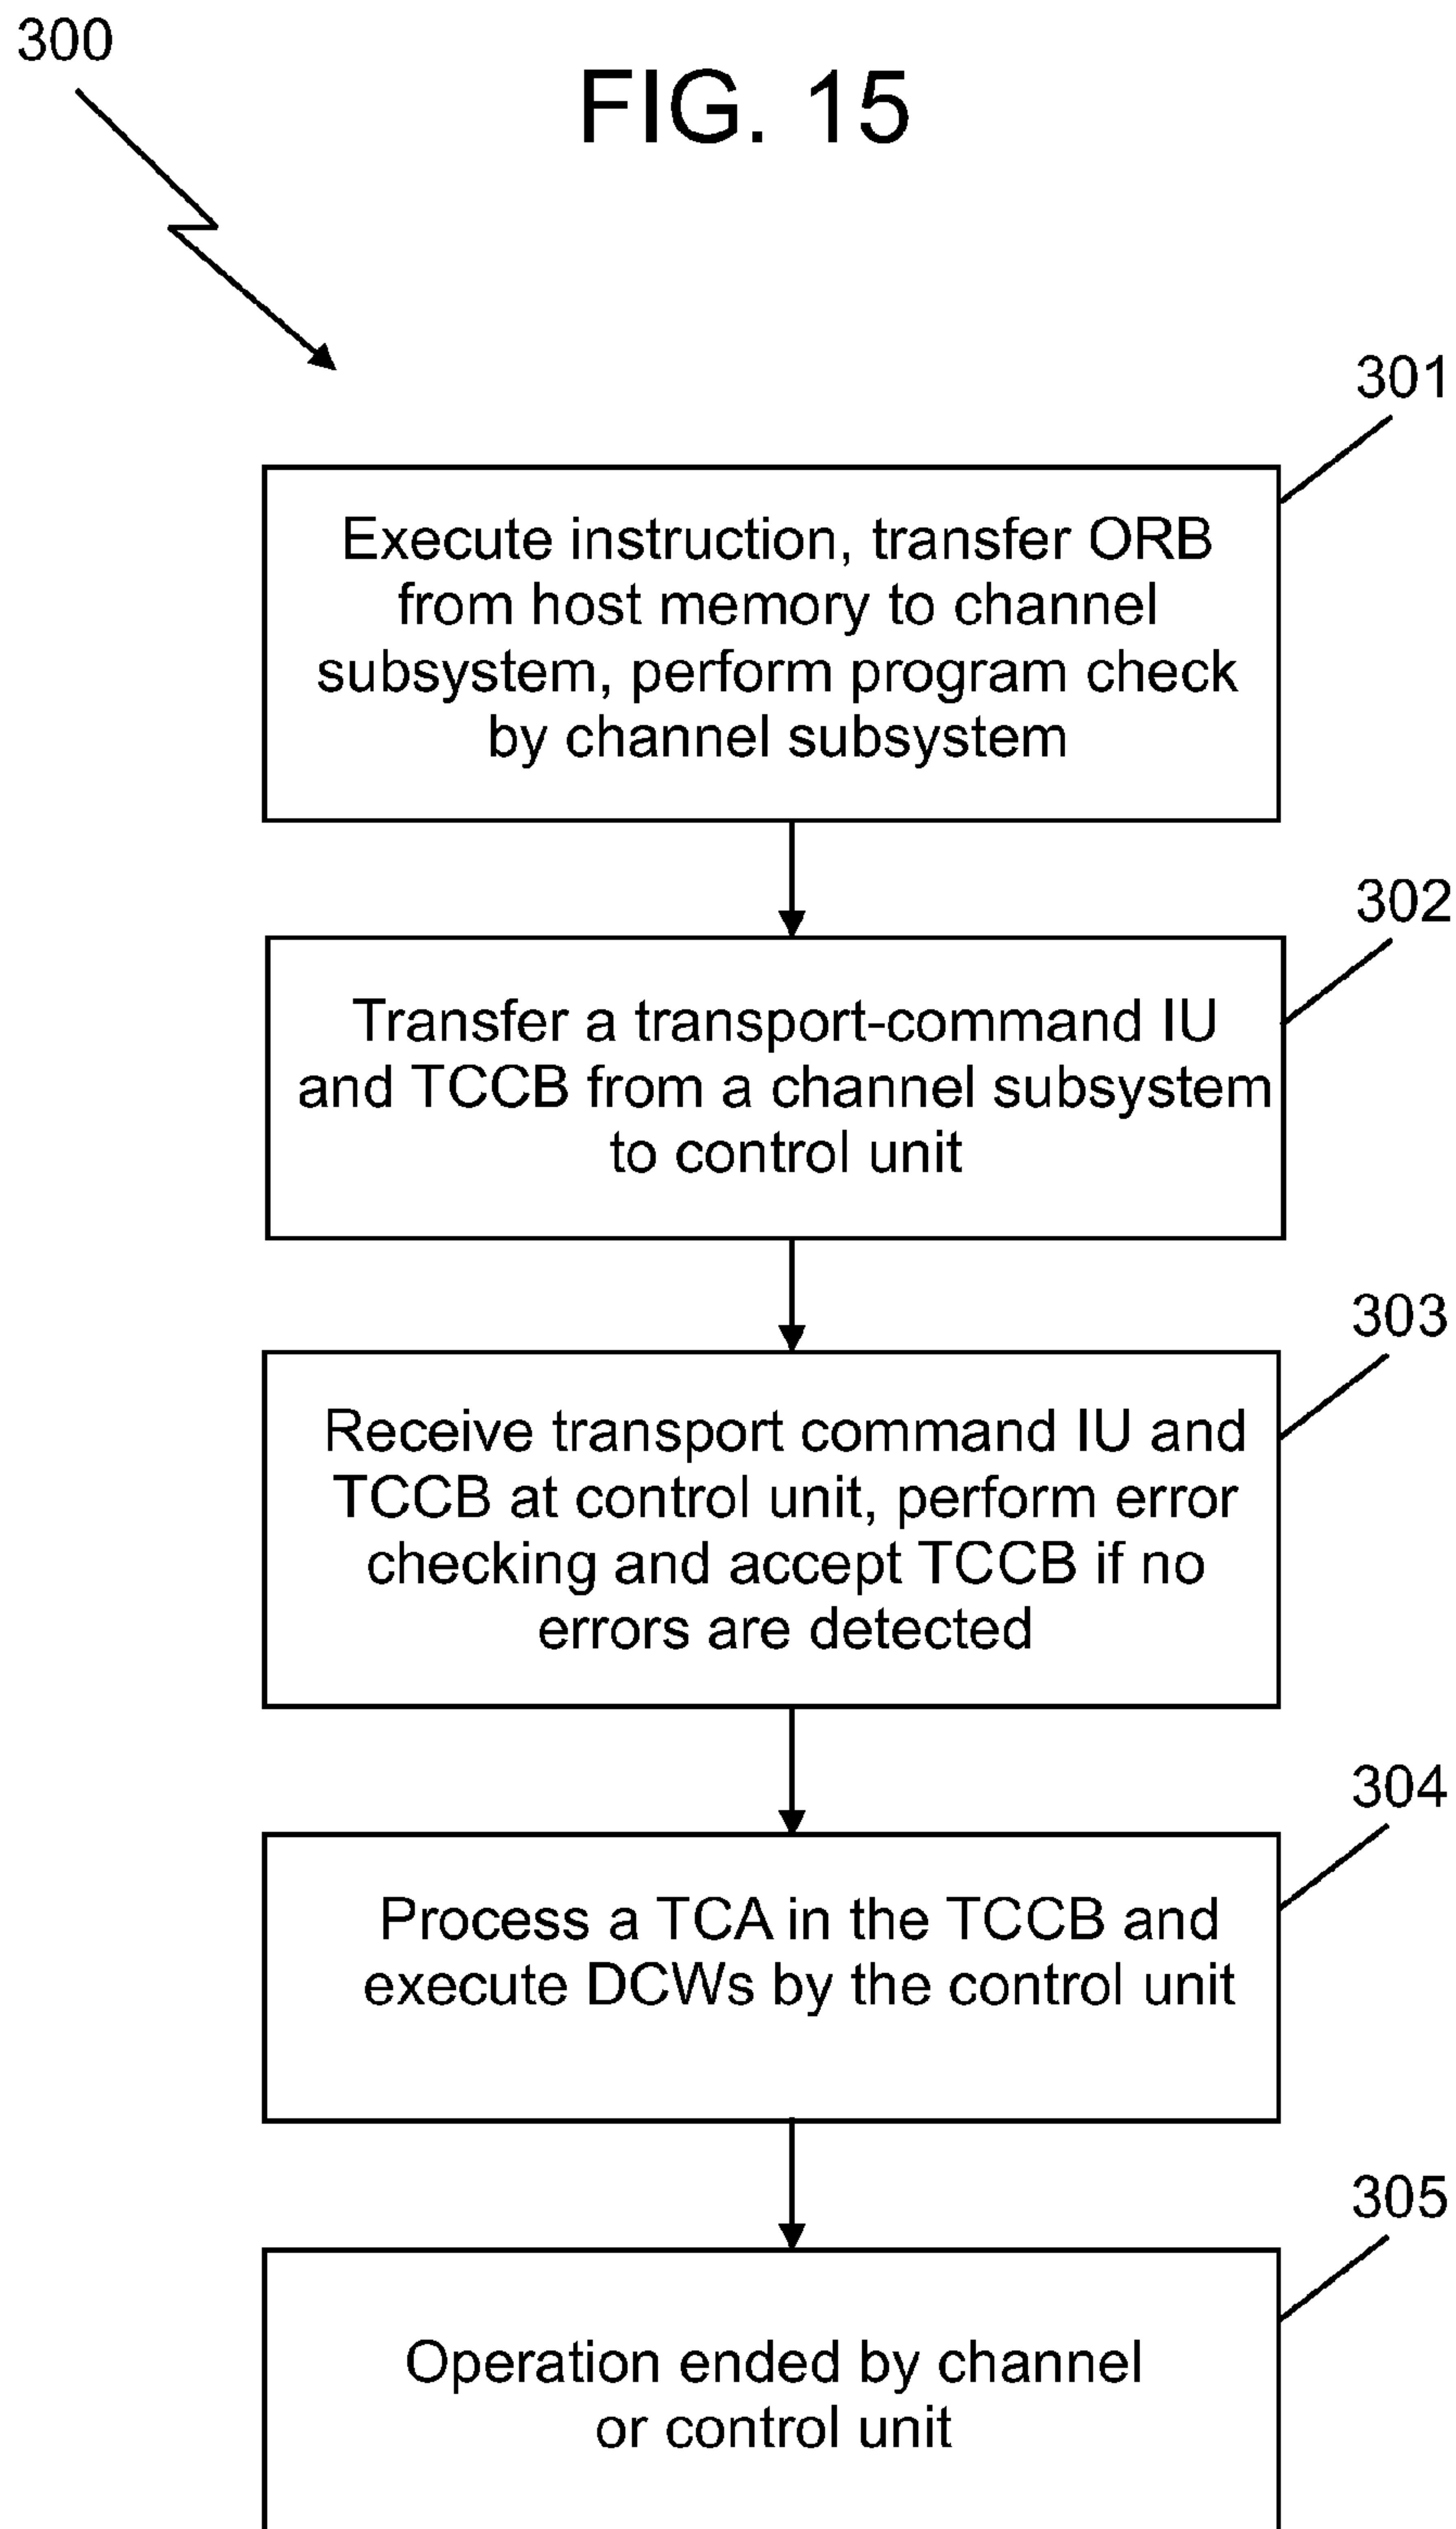 300
FIG. 15
301
Execute instruction, transfer ORB
from host memory to channel
subsystem, perform program check
by channel subsystem
302
Transfer a transport-command IU
and TCCB from a channel subsystem
to control unit
303
Receive transport command IU and
TCCB at control unit, perform error
checking and accept TCCB if no
errors are detected
304
Process a TCA in the TCCB and
execute DCWs by the control unit
305
Operation ended by channel
or control unit